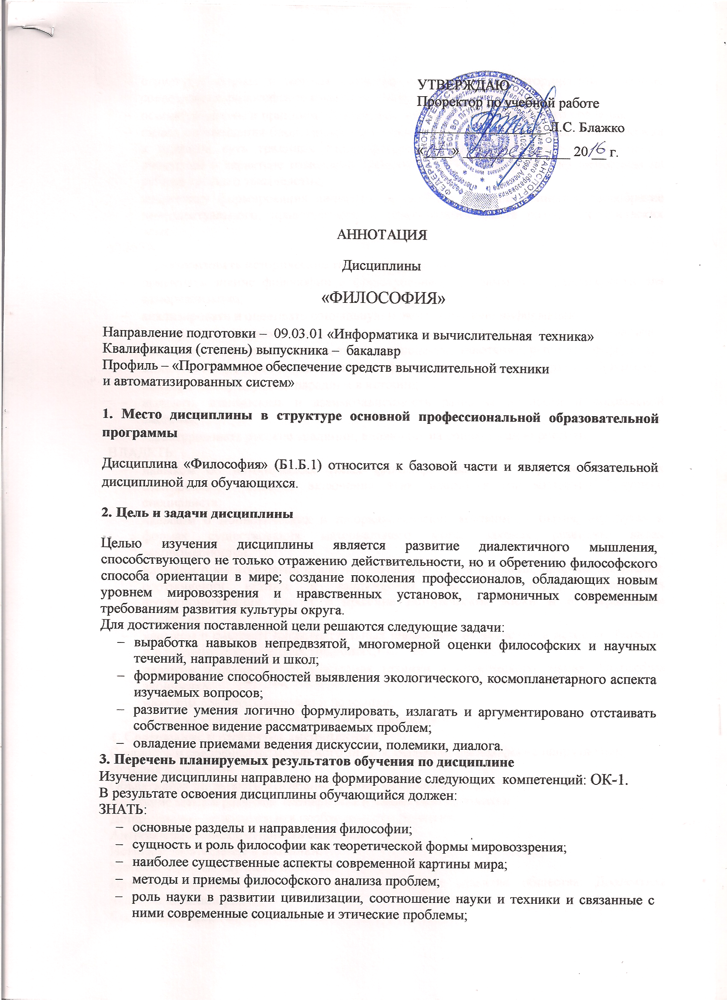 УТВЕРЖДАЮ
Проректор по учебной работе
Л.С. Блажко
« » 2016 г.
ФЕДЕРАЛЬНОЕ АГЕНТСТВО ЖЕЛЕЗНОДОРОЖНОГО ТРАНСПОРТА
АННОТАЦИЯ
Дисциплины
«ФИЛОСОФИЯ»
Направление подготовки – 09.03.01 «Информатика и вычислительная техника»
Квалификация (степень) выпускника – бакалавр
Профиль – «Программное обеспечение средств вычислительной техники
и автоматизированных систем»
1. Место дисциплины в структуре основной профессиональной образовательной
программы
Дисциплина «Философия» (Б1.Б.1) относится к базовой части и является обязательной
дисциплиной для обучающихся.
2. Цель и задачи дисциплины
Целью изучения дисциплины является развитие диалектичного мышления,
способствующего не только отражению действительности, но и обретению философского
способа ориентации в мире; создание поколения профессионалов, обладающих новым
уровнем мировоззрения и нравственных установок, гармоничных современным
требованиям развития культуры округа.
Для достижения поставленной цели решаются следующие задачи:
– выработка навыков непредвзятой, многомерной оценки философских и научных
течений, направлений и школ;
– формирование способностей выявления экологического, космопланетарного аспекта
изучаемых вопросов;
– развитие умения логично формулировать, излагать и аргументировано отстаивать
собственное видение рассматриваемых проблем;
– овладение приемами ведения дискуссии, полемики, диалога.
3. Перечень планируемых результатов обучения по дисциплине
Изучение дисциплины направлено на формирование следующих компетенций: ОК-1.
В результате освоения дисциплины обучающийся должен:
ЗНАТЬ:
– основные разделы и направления философии;
– сущность и роль философии как теоретической формы мировоззрения;
– наиболее существенные аспекты современной картины мира;
– методы и приемы философского анализа проблем;
– роль науки в развитии цивилизации, соотношение науки и техники и связанные с
ними современные социальные и этические проблемы;